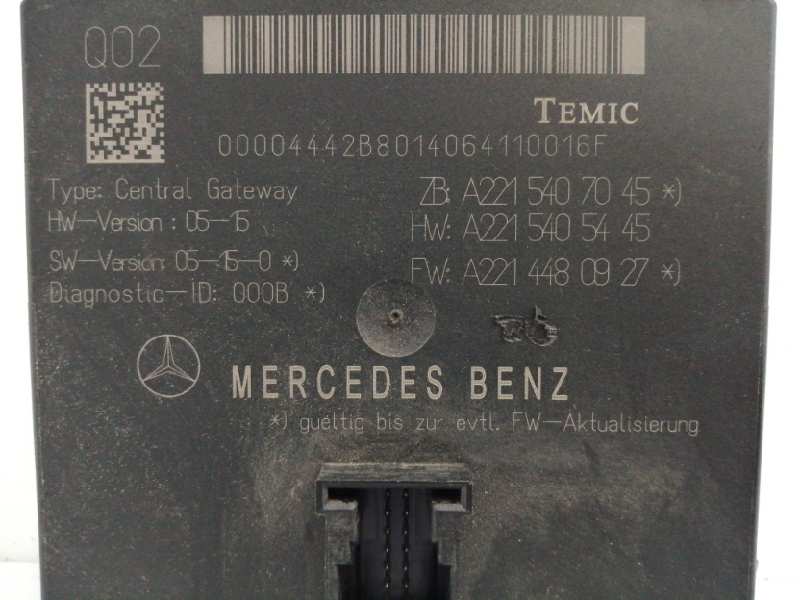 Q02
TEMIC
00004442B8014064110016F
Type: Central Gateway
HW-Version : 05-15
SW-Version: 05-15-0 *)
Diagnostic-ID: 000B *)
ZB: A221 540 70 45 *)
HW: A221 540 54 45
FW: A221 448 09 27 *)
MERCEDES BENZ
*) gueltig bis zur evtl. FW-Aktualisierung